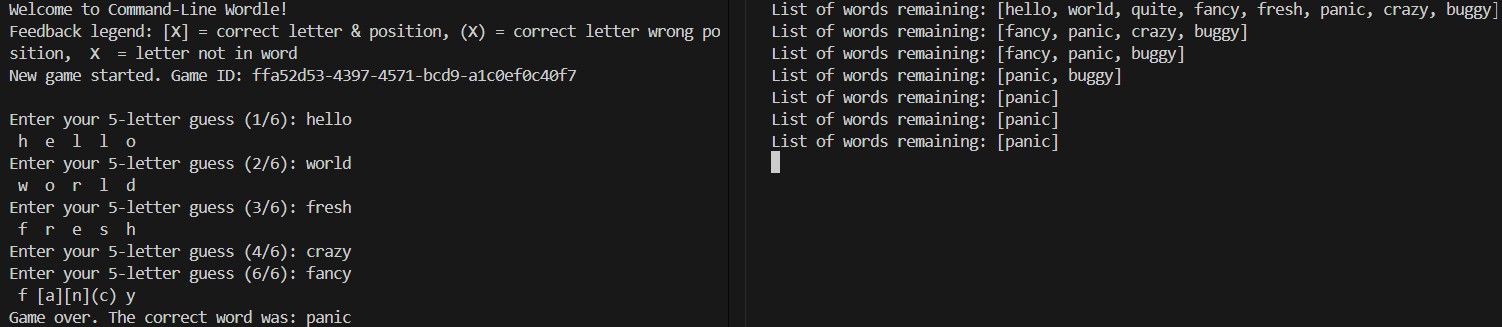 Welcome to Command-Line Wordle!
Feedback legend: [X] = correct letter & position, (X) = correct letter wrong po
sition,  X  = letter not in word
New game started. Game ID: ffa52d53-4397-4571-bcd9-a1c0ef0c40f7
Enter your 5-letter guess (1/6): hello
 h  e  l  l  o
Enter your 5-letter guess (2/6): world
 w  o  r  l  d
Enter your 5-letter guess (3/6): fresh
 f  r  e  s  h
Enter your 5-letter guess (4/6): crazy
Enter your 5-letter guess (6/6): fancy
 f [a][n](c) y
Game over. The correct word was: panic
List of words remaining: [hello, world, quite, fancy, fresh, panic, crazy, buggy]
List of words remaining: [fancy, panic, crazy, buggy]
List of words remaining: [fancy, panic, buggy]
List of words remaining: [panic, buggy]
List of words remaining: [panic]
List of words remaining: [panic]
List of words remaining: [panic]